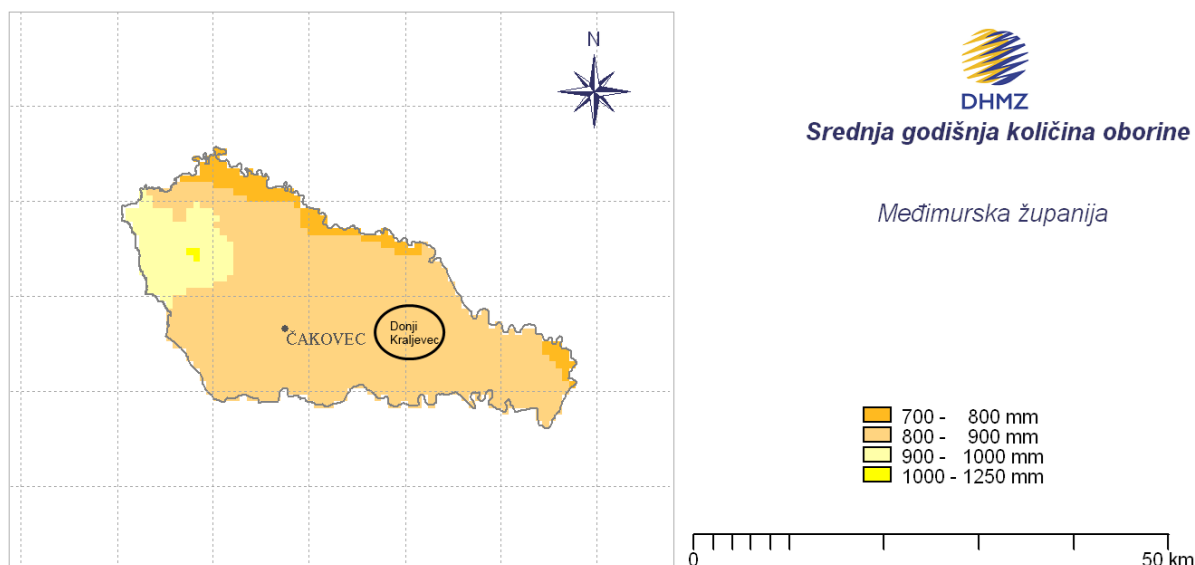 N
DHMZ
Srednja godišnja količina oborine
Međimurska županija
Donji
Kraljevec
ČAKOVEC
700 - 800 mm
800 - 900 mm
900 - 1000 mm
1000 - 1250 mm
0 50 km